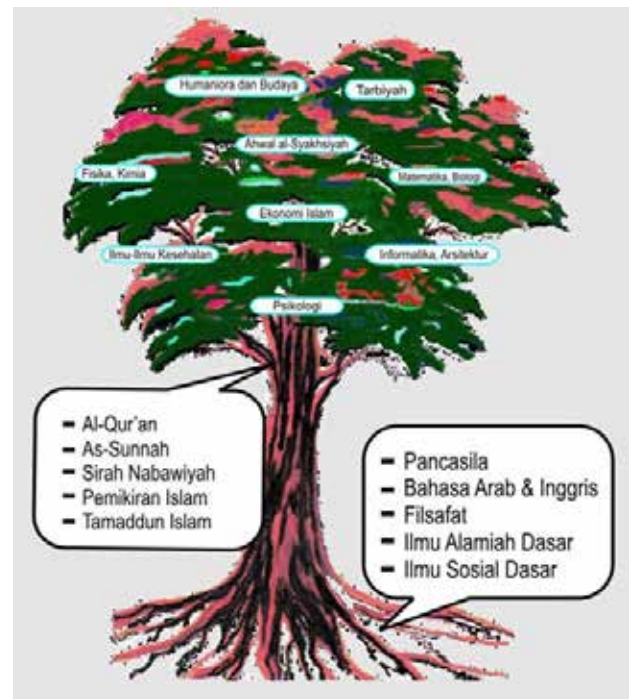 Humaniora dan Budaya
Tarbiyah
Ahwal al-Syakhsiyah
Fisika, Kimia
Matematika, Biologi
Ekonomi Islam
Ilmu-Ilmu Kesehalan
Informatika, Arsitektur
Psikologi
- Al-Qur'an
- As-Sunnah
- Sirah Nabawiyah
- Pemikiran Islam
- Tamaddun Islam
- Pancasila
- Bahasa Arab & Inggris
- Filsafat
- Ilmu Alamiah Dasar
- Ilmu Sosial Dasar